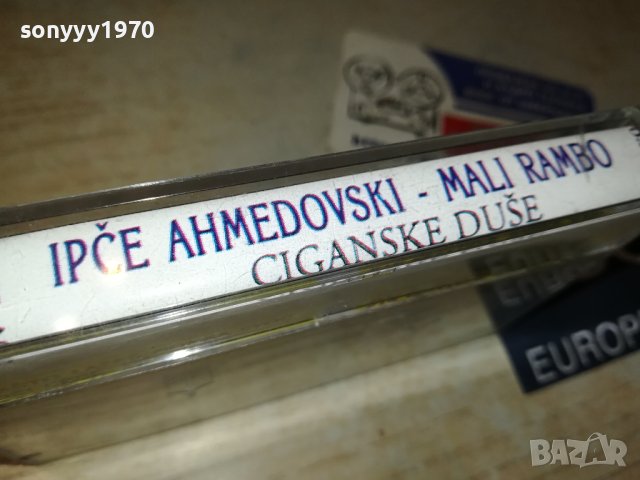 sonyyy1970
IPČE AHMEDOVSKI - MALI RAMBO
CIGANSKE DUŠE
EUROP
BAZAR